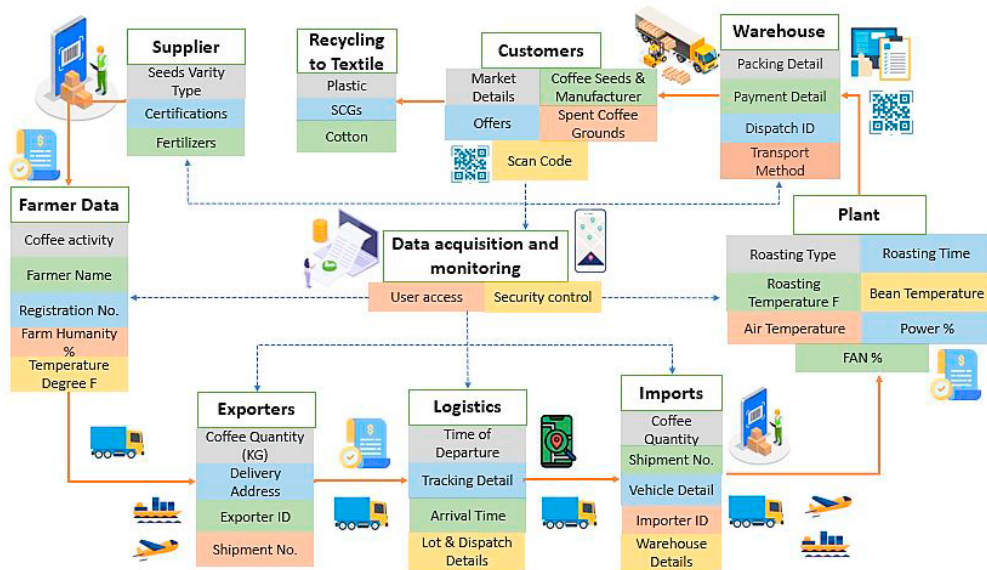 Supplier
Seeds Varity
Type
Certifications
Fertilizers
Recycling
to Textile
Plastic
SCGs
Cotton
Customers
Market
Details
Coffee Seeds &
Manufacturer
Offers
Spent Coffee
Grounds
Scan Code
Warehouse
Packing Detail
Payment Detail
Dispatch ID
Transport
Method
Farmer Data
Coffee activity
Farmer Name
Registration No.
Farm Humanity
%
Temperature
Degree F
Data acquisition and
monitoring
User access
Security control
Plant
Roasting Type
Roasting Time
Roasting
Temperature F
Bean Temperature
Air Temperature
Power %
FAN %
Exporters
Coffee Quantity
(KG)
Delivery
Address
Exporter ID
Shipment No.
Logistics
Time of
Departure
Tracking Detail
Arrival Time
Lot & Dispatch
Details
Imports
Coffee
Quantity
Shipment No.
Vehicle Detail
Importer ID
Warehouse
Details